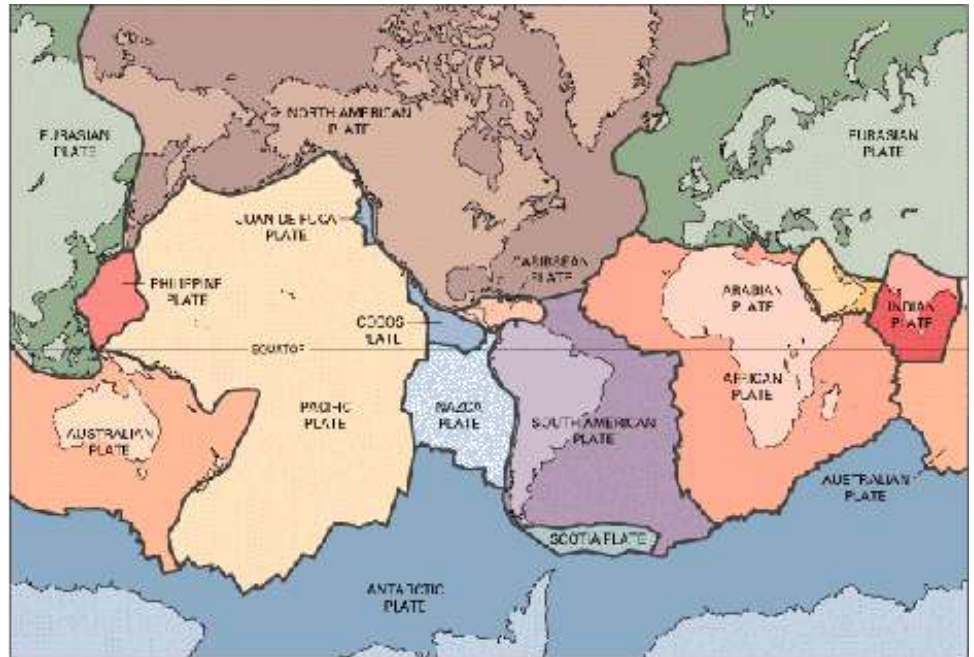 NORTH AMERICAN
PLATE
EURASIAN
PLATE
EURASIAN
PLATE
JUAN DE FUCA
PLATE
CARIBBEAN
PLATE
PHILIPPINE
PLATE
ARABIAN
PLATE
INDIAN
PLATE
COCOS
PLATE
EQUATOR
AFRICAN
PLATE
PACIFIC
PLATE
NAZCA
PLATE
SOUTH AMERICAN
PLATE
AUSTRALIAN
PLATE
AUSTRALIAN
PLATE
SCOTIA PLATE
ANTARCTIC
PLATE